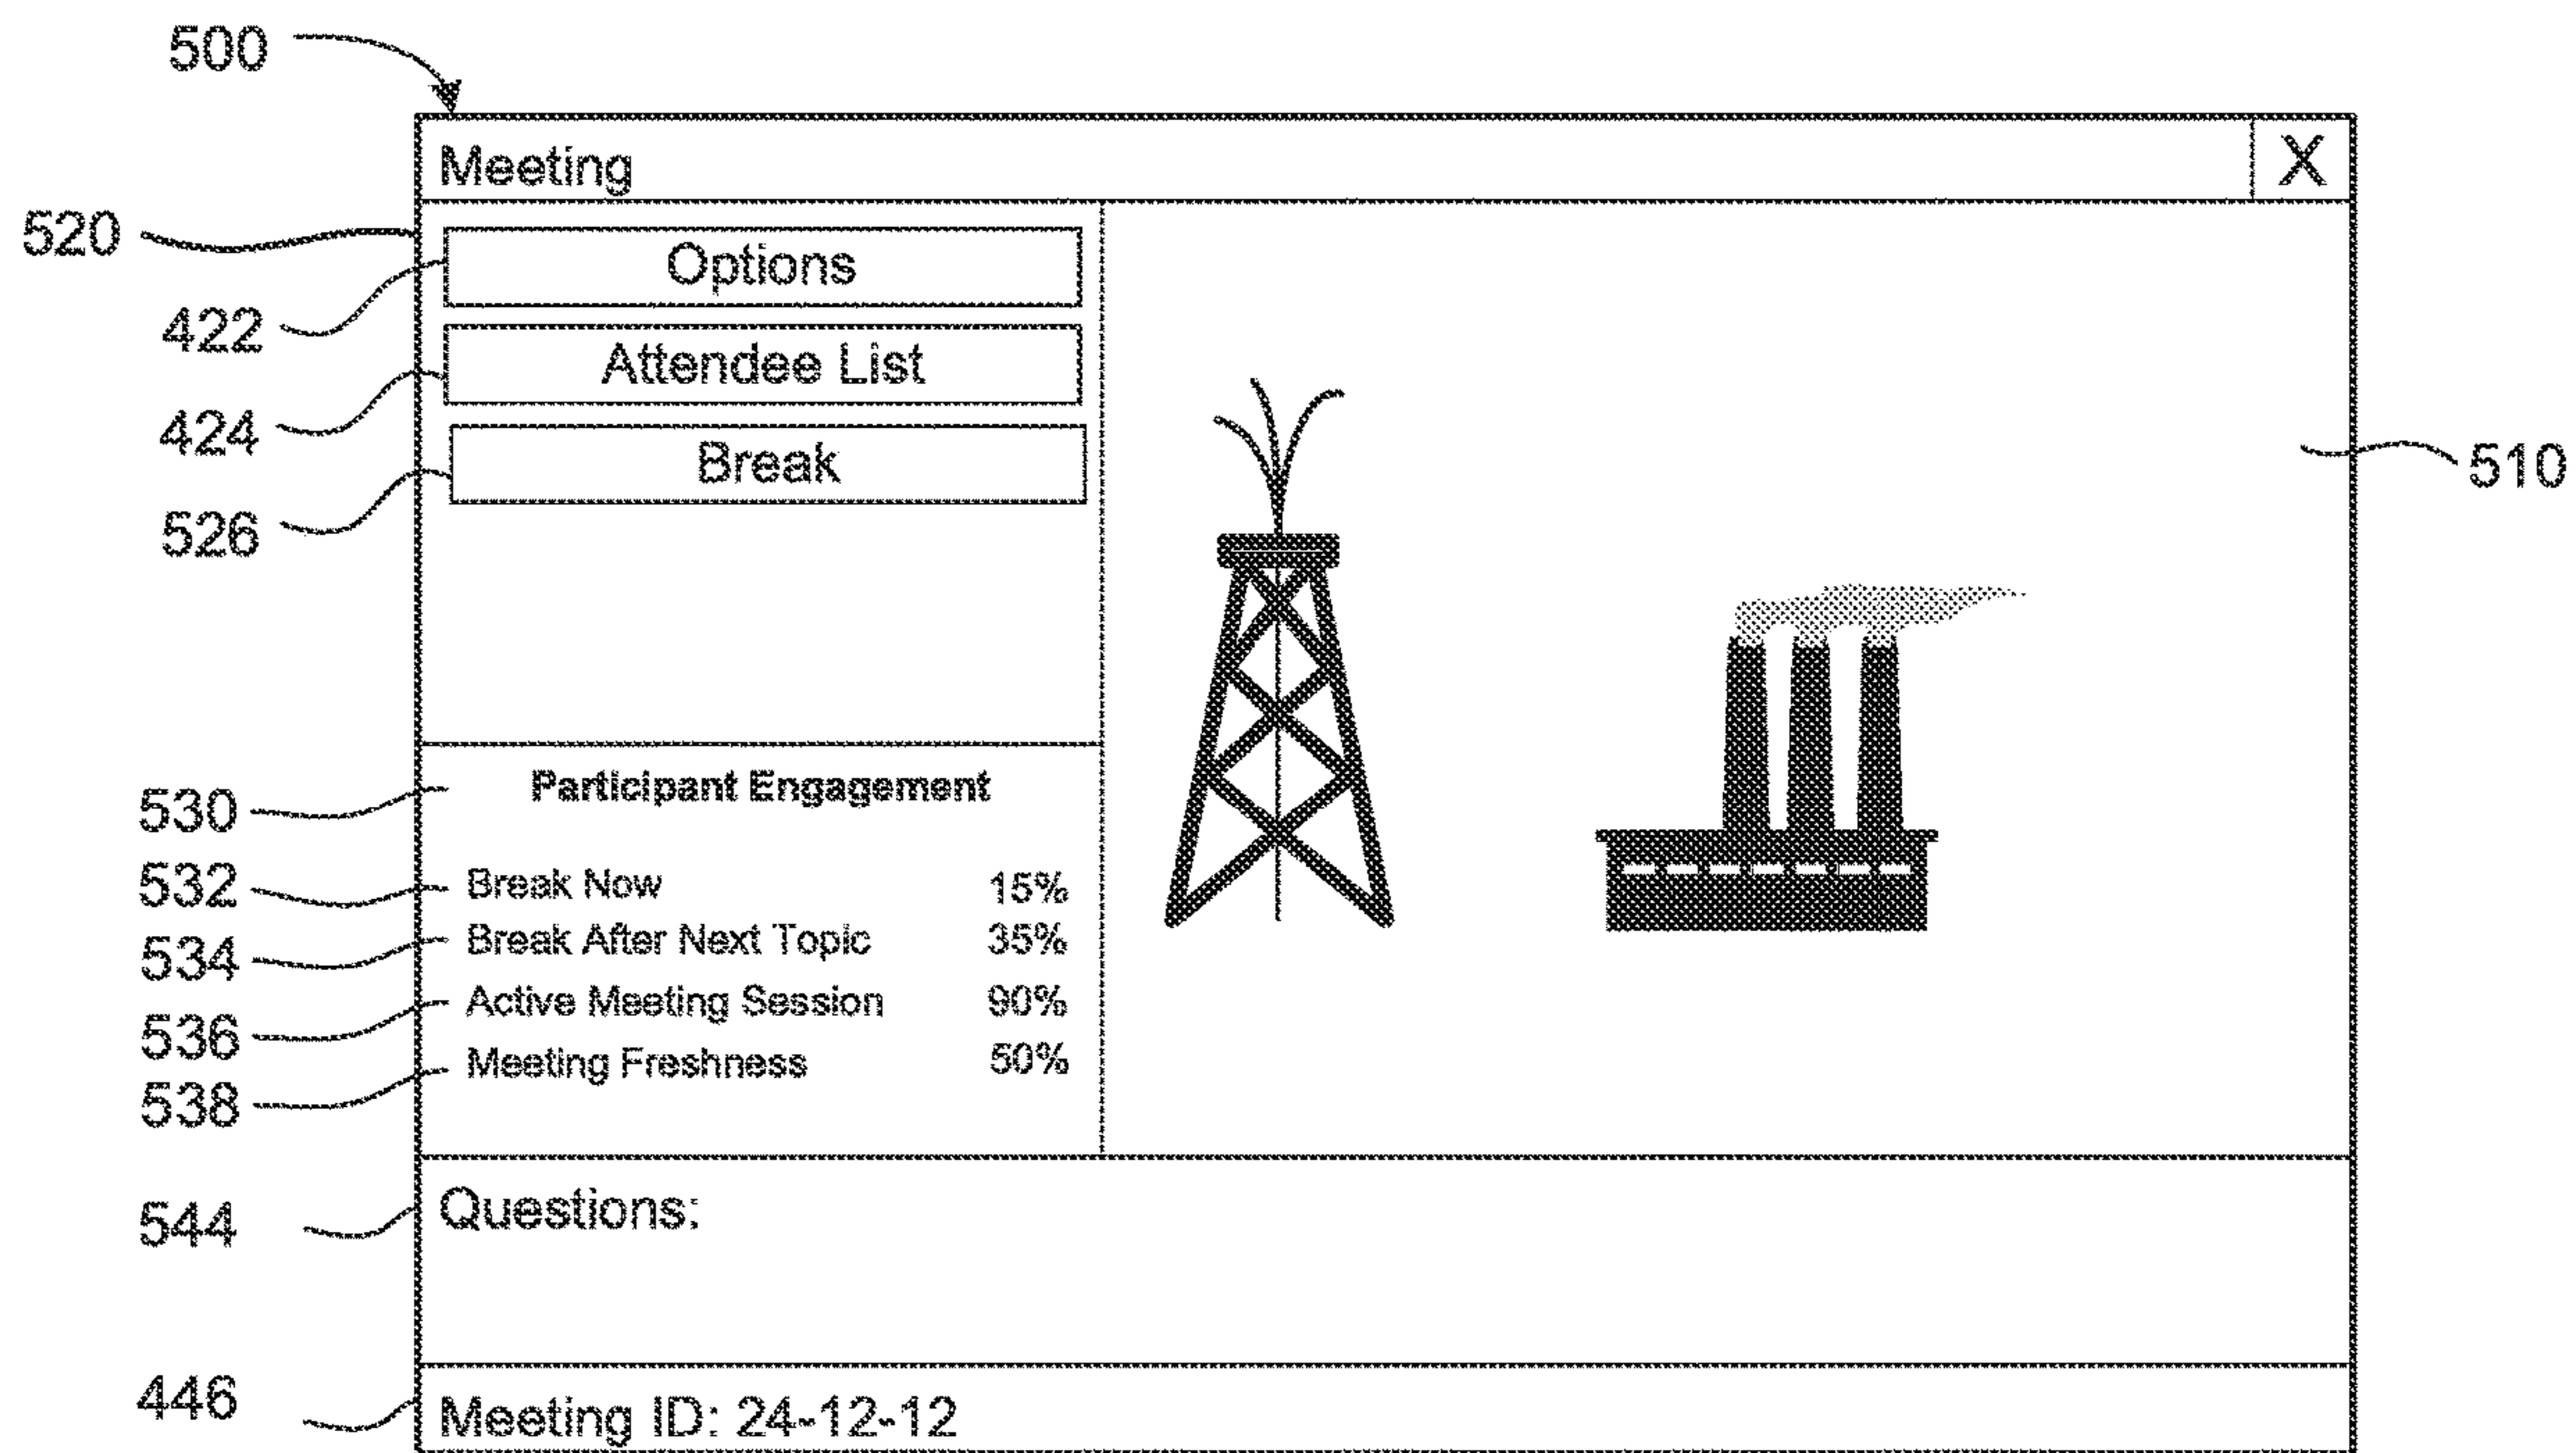 500
Meeting X
520
Options
422
Attendee List
424
Break
510
526
Participant Engagement
530
532 Break Now 15%
534 Break After Next Topic 35%
536 Active Meeting Session 90%
538 Meeting Freshness 50%
544 Questions:
446 Meeting ID: 24-12-12